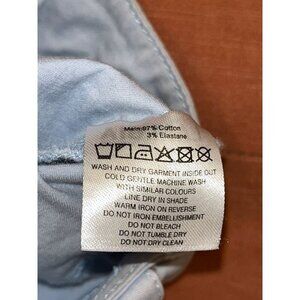 Main:97% Cotton
3% Elastane
WASH AND DRY GARMENT INSIDE OUT
COLD GENTLE MACHINE WASH
WITH SIMILAR COLOURS
LINE DRY IN SHADE
WARM IRON ON REVERSE
DO NOT IRON EMBELLISHMENT
DO NOT BLEACH
DO NOT TUMBLE DRY
DO NOT DRY CLEAN